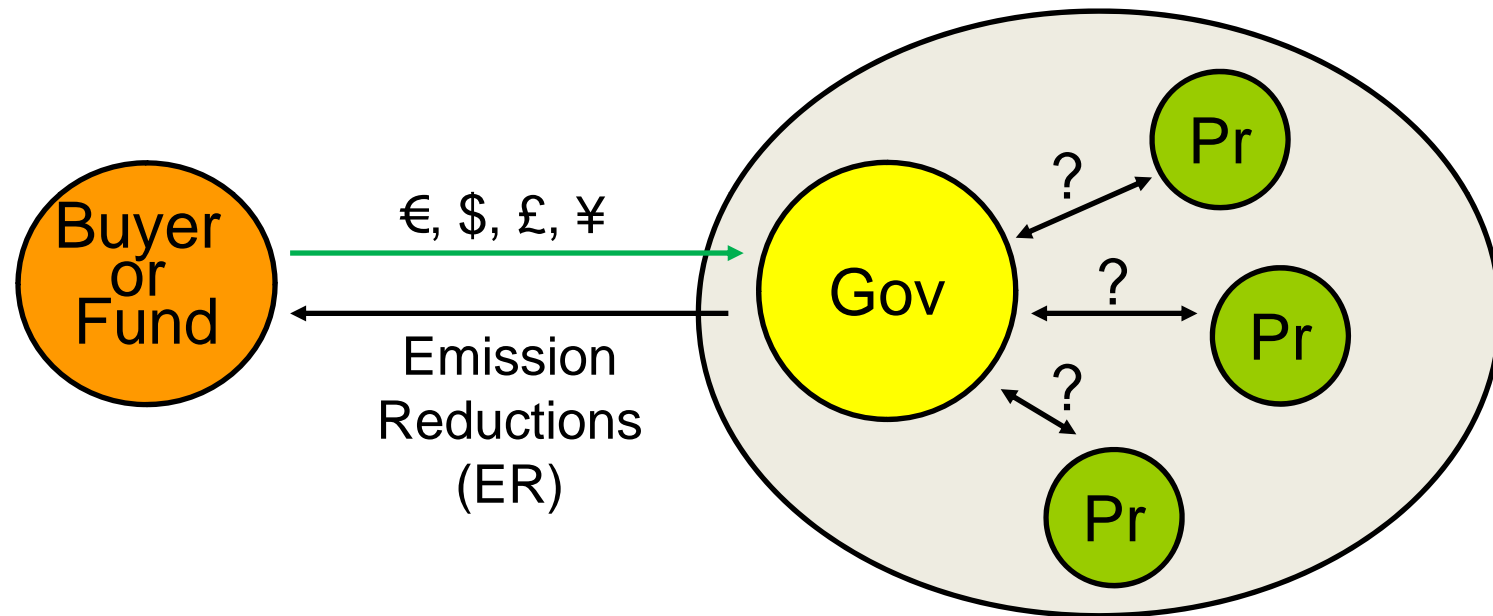 Buyer
or
Fund
€, $, £, ¥
Emission
Reductions
(ER)
Gov
?
Pr
?
Pr
?
Pr